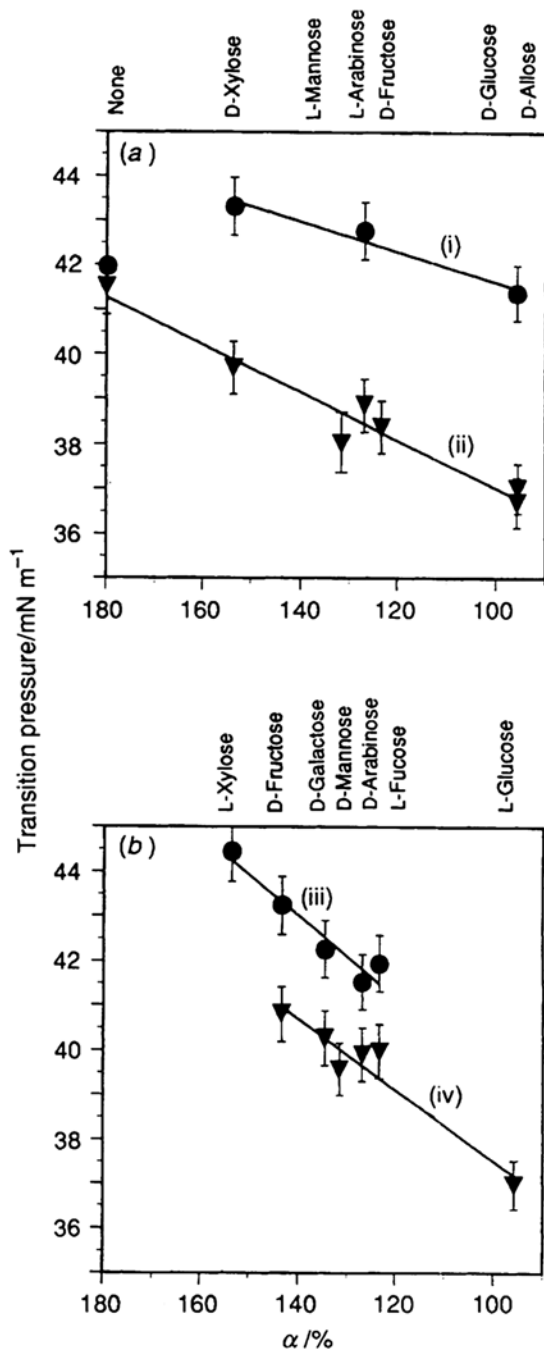 None
D-Xylose
L-Mannose
L-Arabinose
D-Fructose
D-Glucose
D-Allose
(a)
44
42
40
38
36
(i)
(ii)
180 160 140 120 100
Transition pressure/mN m⁻¹
L-Xylose
D-Fructose
D-Galactose
D-Mannose
D-Arabinose
L-Fucose
L-Glucose
(b)
44
42
40
38
36
(iii)
(iv)
180 160 140 120 100
α/%